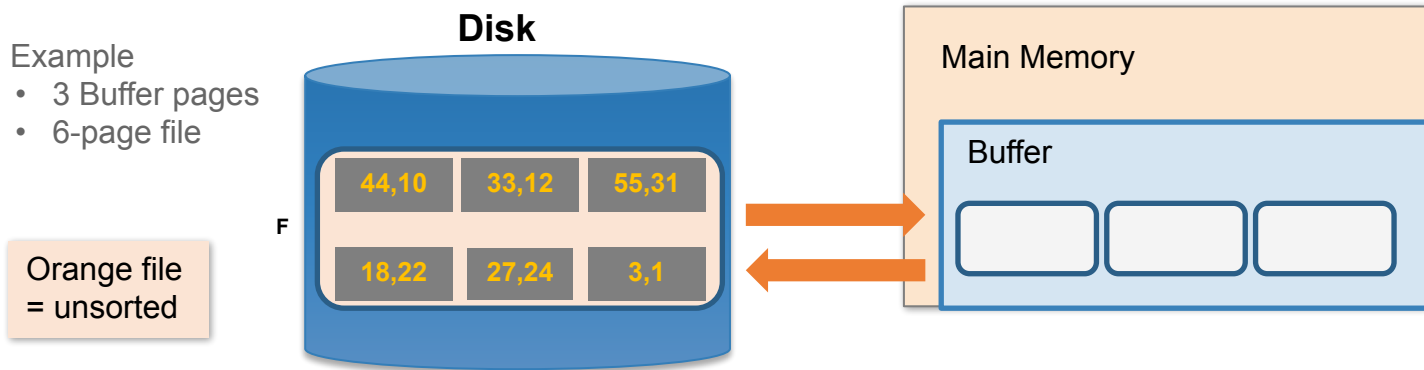 Disk
Example
• 3 Buffer pages
• 6-page file
Main Memory
Buffer
44,10 33,12 55,31
F
18,22 27,24 3,1
Orange file
= unsorted